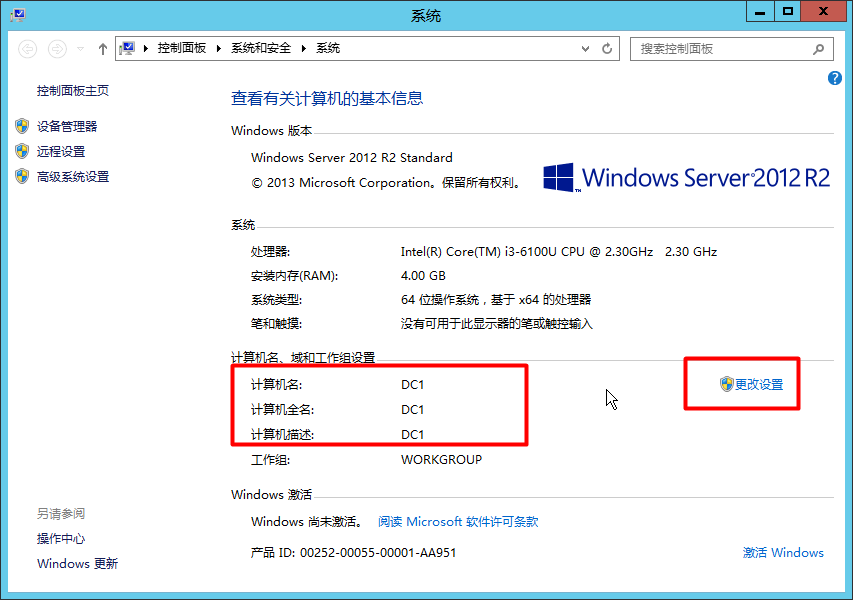 系统
控制面板 系统和安全 系统
搜索控制面板
控制面板主页
设备管理器
远程设置
高级系统设置
查看有关计算机的基本信息
Windows 版本
Windows Server 2012 R2 Standard
© 2013 Microsoft Corporation。保留所有权利。
Windows Server 2012 R2
系统
处理器: Intel(R) Core(TM) i3-6100U CPU @ 2.30GHz 2.30 GHz
安装内存(RAM): 4.00 GB
系统类型: 64 位操作系统，基于 x64 的处理器
笔和触摸: 没有可用于此显示器的笔或触控输入
计算机名、域和工作组设置
计算机名: DC1
更改设置
计算机全名: DC1
计算机描述: DC1
工作组: WORKGROUP
Windows 激活
Windows 尚未激活。 阅读 Microsoft 软件许可条款
产品 ID: 00252-00055-00001-AA951
激活 Windows
另请参阅
操作中心
Windows 更新